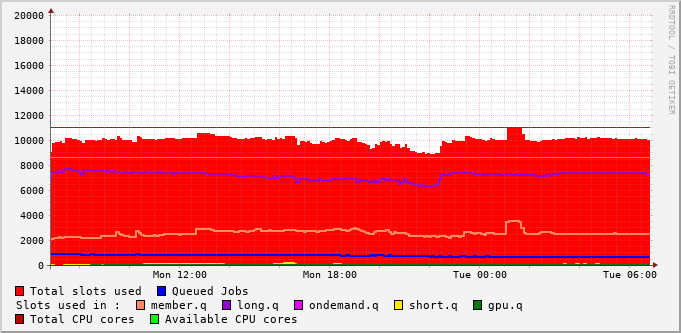 20000
18000
16000
14000
12000
10000
8000
6000
4000
2000
0
Mon 12:00 Mon 18:00 Tue 00:00 Tue 06:00
RRDTOOL / TOBI OETIKER
Total slots used Queued Jobs
Slots used in : member.q long.q ondemand.q short.q gpu.q
Total CPU cores Available CPU cores